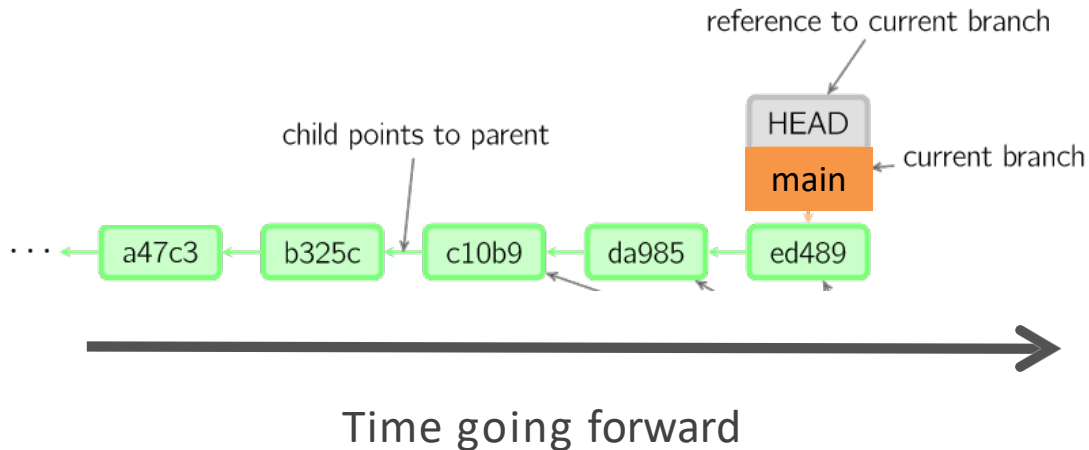 reference to current branch
HEAD
child points to parent
current branch
main
... a47c3 b325c c10b9 da985 ed489
Time going forward